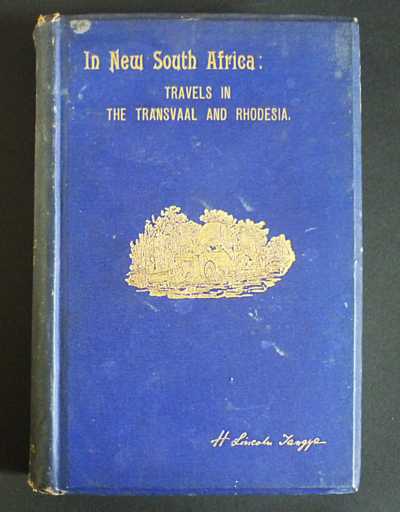 In New South Africa:
TRAVELS IN
THE TRANSVAAL AND RHODESIA.
H Lincoln Tangye